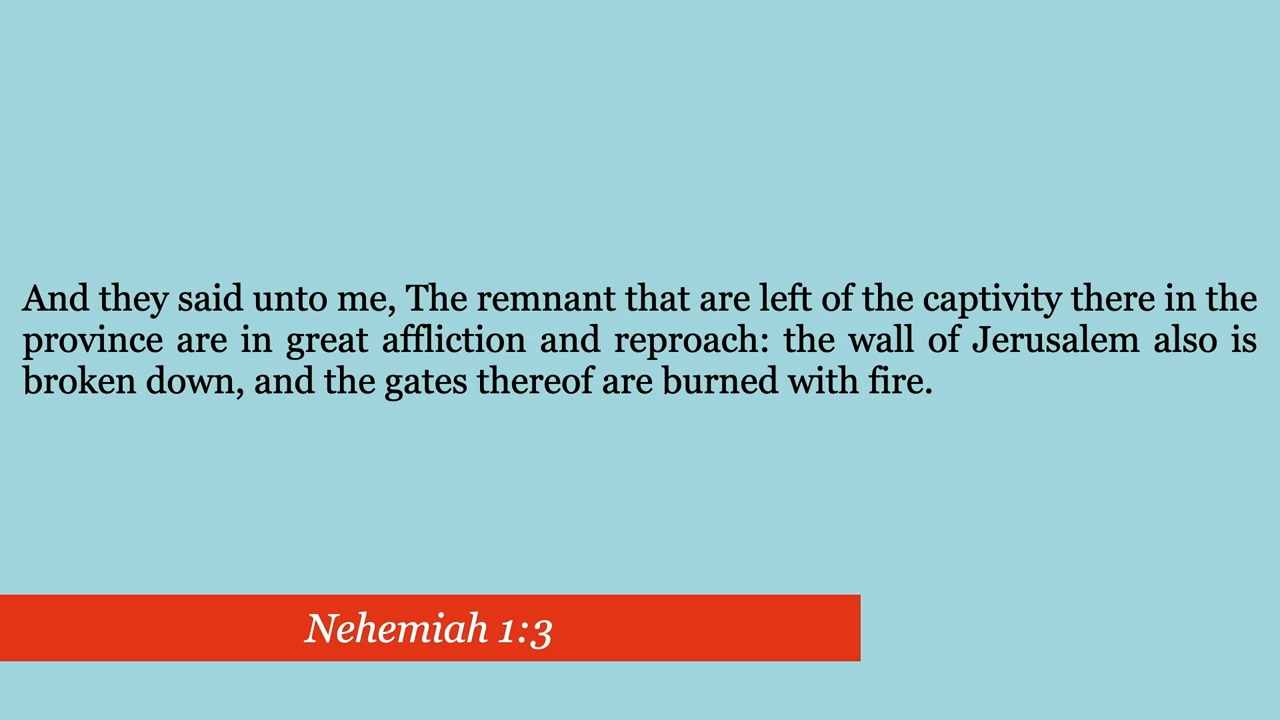 And they said unto me, The remnant that are left of the captivity there in the
province are in great affliction and reproach: the wall of Jerusalem also is
broken down, and the gates thereof are burned with fire.
Nehemiah 1:3